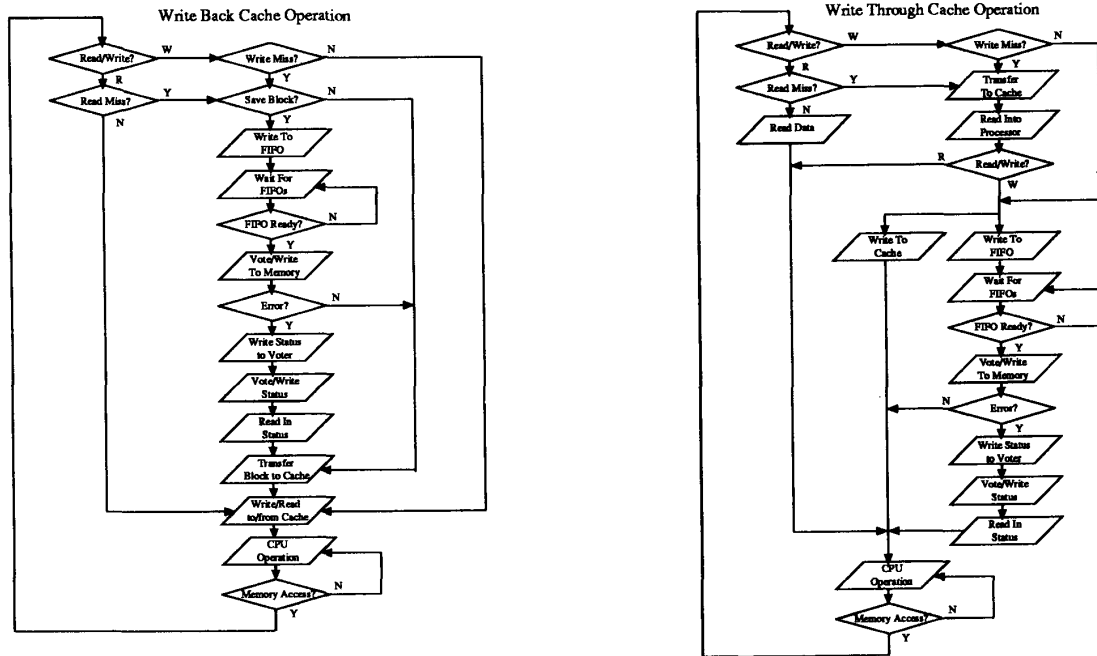 Write Back Cache Operation
Read/Write?
W
Write Miss?
N
R
Y
Read Miss?
Y
Save Block?
N
N
Y
Write To
FIFO
Wait For
FIFOs
FIFO Ready?
N
Y
Vote/Write
To Memory
Error?
N
Y
Write Status
to Voter
Vote/Write
Status
Read In
Status
Transfer
Block to Cache
Write/Read
to/from Cache
CPU
Operation
Memory Access?
N
Y
Write Through Cache Operation
Read/Write?
W
Write Miss?
N
R
Y
Read Miss?
Y
Transfer
To Cache
N
Read Data
Read Into
Processor
R
Read/Write?
W
Write To
Cache
Write To
FIFO
Wait For
FIFOs
FIFO Ready?
N
Y
Vote/Write
To Memory
N
Error?
Y
Write Status
to Voter
Vote/Write
Status
Read In
Status
CPU
Operation
Memory Access?
N
Y